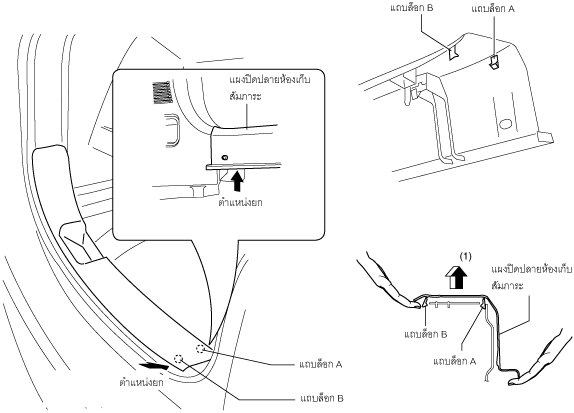 แถบล็อก B
แถบล็อก A
แผงปิดปลายห้องเก็บ
สัมภาระ
ตำแหน่งยก
(1)
แผงปิดปลายห้องเก็บ
สัมภาระ
แถบล็อก B
แถบล็อก A
แถบล็อก A
ตำแหน่งยก
แถบล็อก B